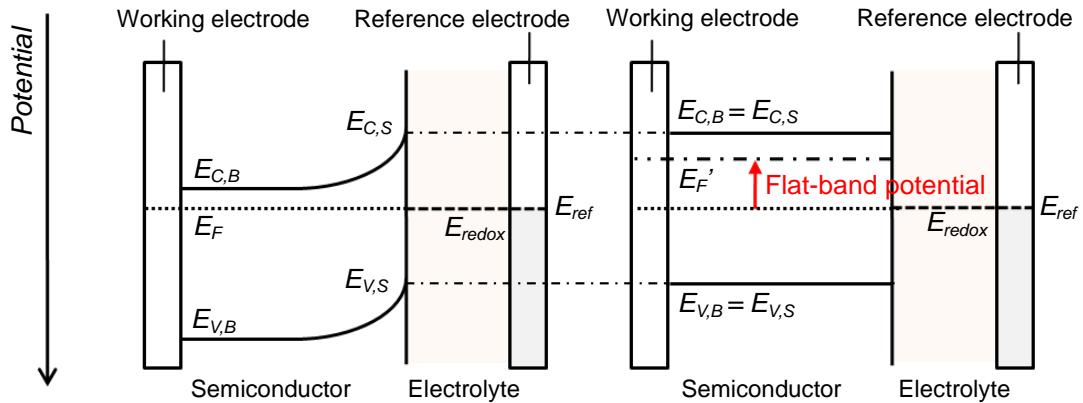 Working electrode
Reference electrode
Working electrode
Reference electrode
Potential
E_{C,S}
E_{C,B}
E_F
E_{redox}
E_{ref}
E_{V,S}
E_{V,B}
Semiconductor
Electrolyte
E_{C,B} = E_{C,S}
E_F'
Flat-band potential
E_{redox}
E_{ref}
E_{V,B} = E_{V,S}
Semiconductor
Electrolyte